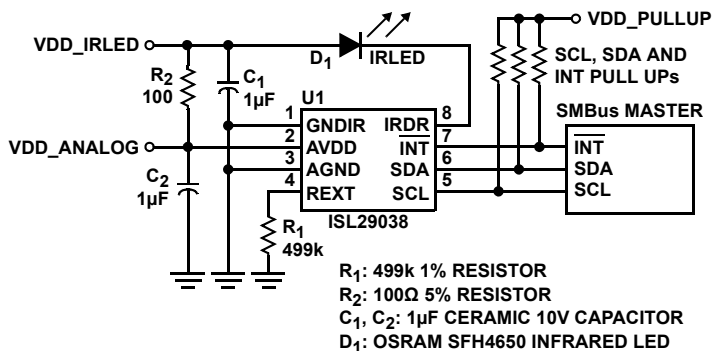 VDD_PULLUP
VDD_IRLED
D1
IRLED
SCL, SDA AND
INT PULL UPs
R2
100
C1
1µF
U1
SMBus MASTER
1
GNDIR
IRDR
8
VDD_ANALOG
2
AVDD
INT
7
INT
3
AGND
SDA
6
SDA
4
REXT
SCL
5
SCL
C2
1µF
R1
499k
ISL29038
R1: 499k 1% RESISTOR
R2: 100Ω 5% RESISTOR
C1, C2: 1µF CERAMIC 10V CAPACITOR
D1: OSRAM SFH4650 INFRARED LED